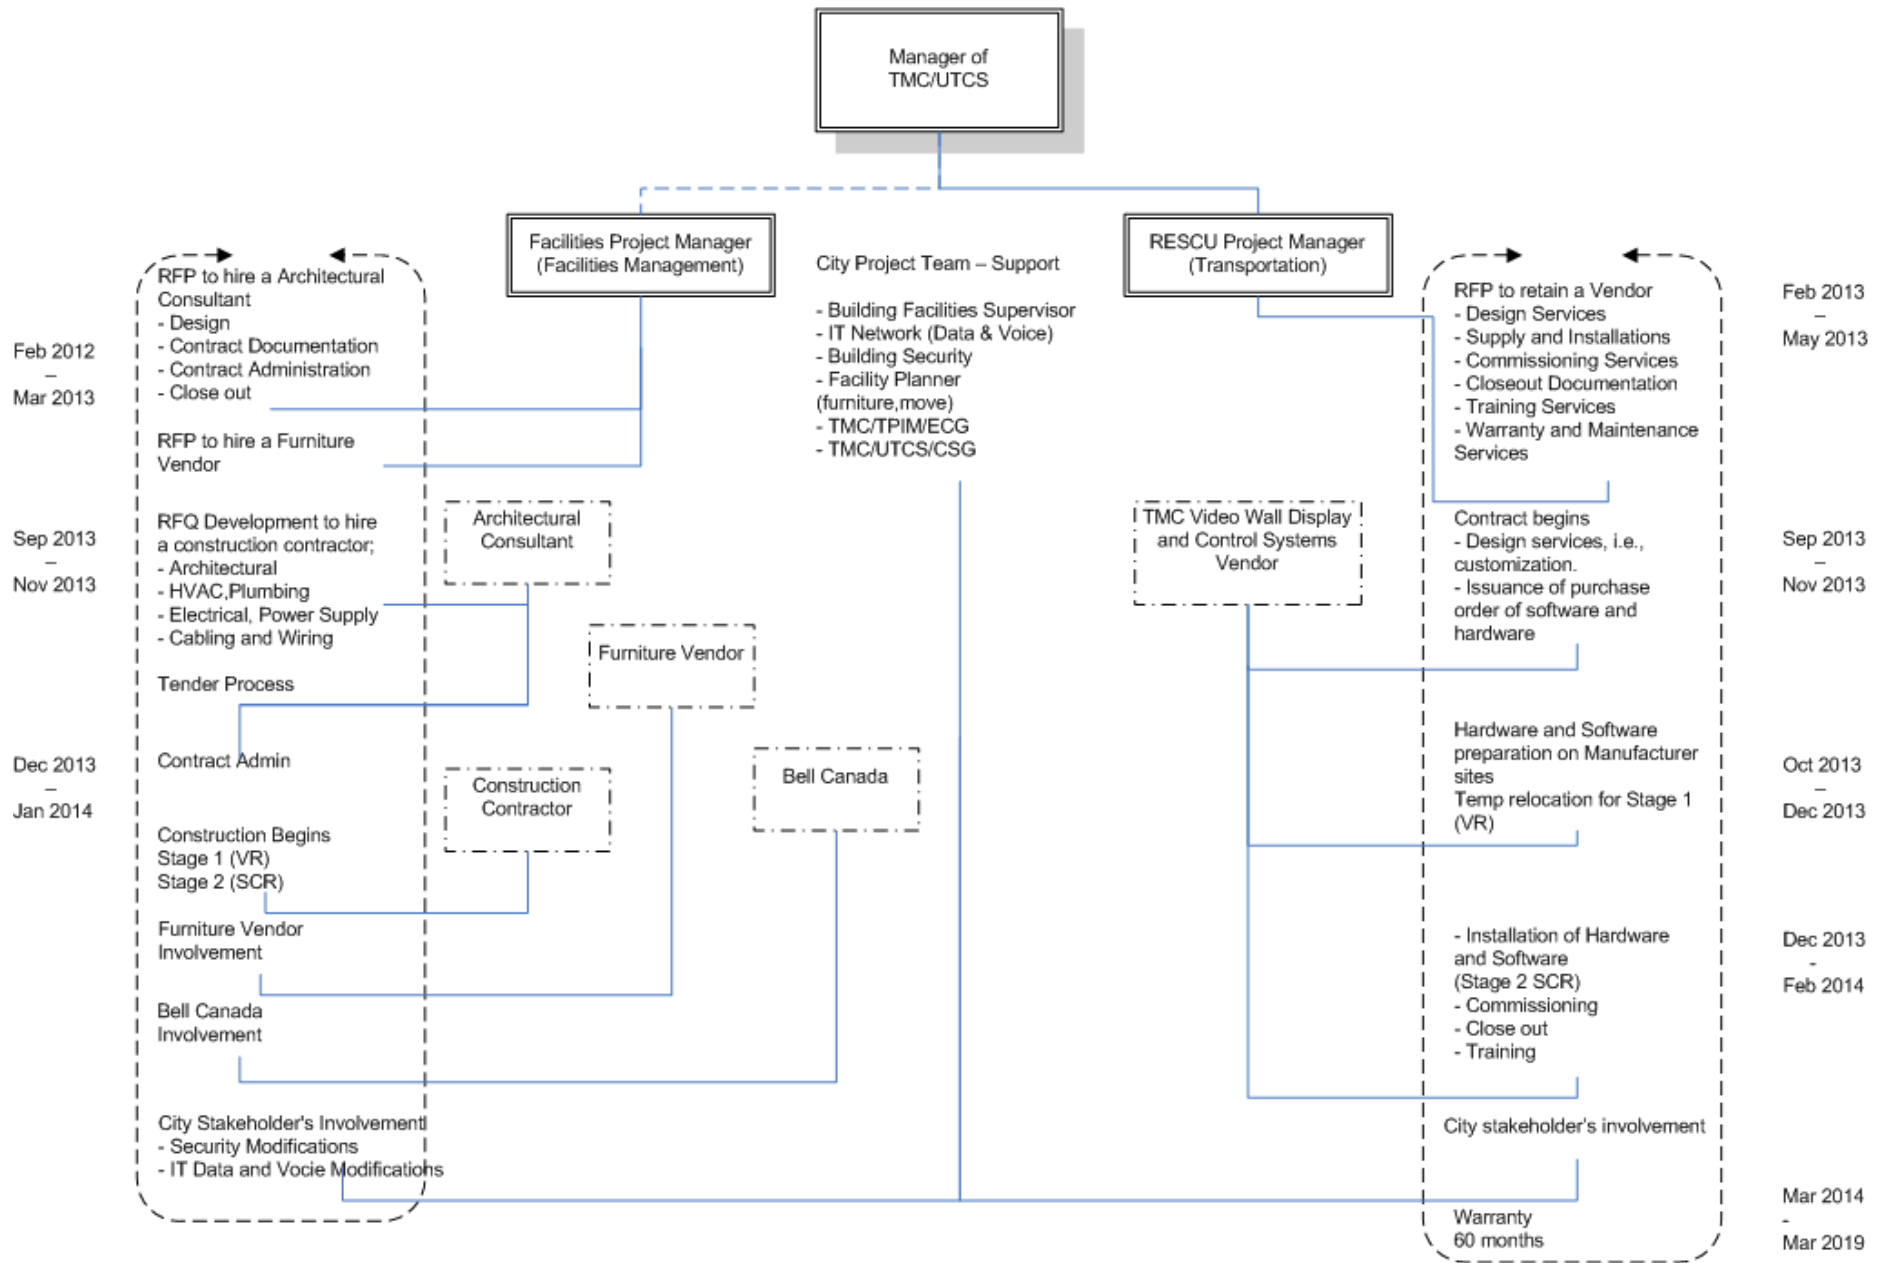 Manager of
TMC/UTCS
Facilities Project Manager
(Facilities Management)
City Project Team – Support
- Building Facilities Supervisor
- IT Network (Data & Voice)
- Building Security
- Facility Planner
(furniture,move)
- TMC/TPIM/ECG
- TMC/UTCS/CSG
RESCU Project Manager
(Transportation)
Feb 2012
–
Mar 2013
RFP to hire a Architectural
Consultant
- Design
- Contract Documentation
- Contract Administration
- Close out
RFP to hire a Furniture
Vendor
Sep 2013
–
Nov 2013
RFQ Development to hire
a construction contractor;
- Architectural
- HVAC,Plumbing
- Electrical, Power Supply
- Cabling and Wiring
Tender Process
Dec 2013
–
Jan 2014
Contract Admin
Construction Begins
Stage 1 (VR)
Stage 2 (SCR)
Furniture Vendor
Involvement
Bell Canada
Involvement
City Stakeholder's Involvement
- Security Modifications
- IT Data and Vocie Modifications
Architectural
Consultant
Furniture Vendor
Construction
Contractor
Bell Canada
TMC Video Wall Display
and Control Systems
Vendor
RFP to retain a Vendor
- Design Services
- Supply and Installations
- Commissioning Services
- Closeout Documentation
- Training Services
- Warranty and Maintenance
Services
Feb 2013
–
May 2013
Contract begins
- Design services, i.e.,
customization.
- Issuance of purchase
order of software and
hardware
Sep 2013
–
Nov 2013
Hardware and Software
preparation on Manufacturer
sites
Temp relocation for Stage 1
(VR)
Oct 2013
–
Dec 2013
- Installation of Hardware
and Software
(Stage 2 SCR)
- Commissioning
- Close out
- Training
Dec 2013
-
Feb 2014
City stakeholder's involvement
Warranty
60 months
Mar 2014
-
Mar 2019